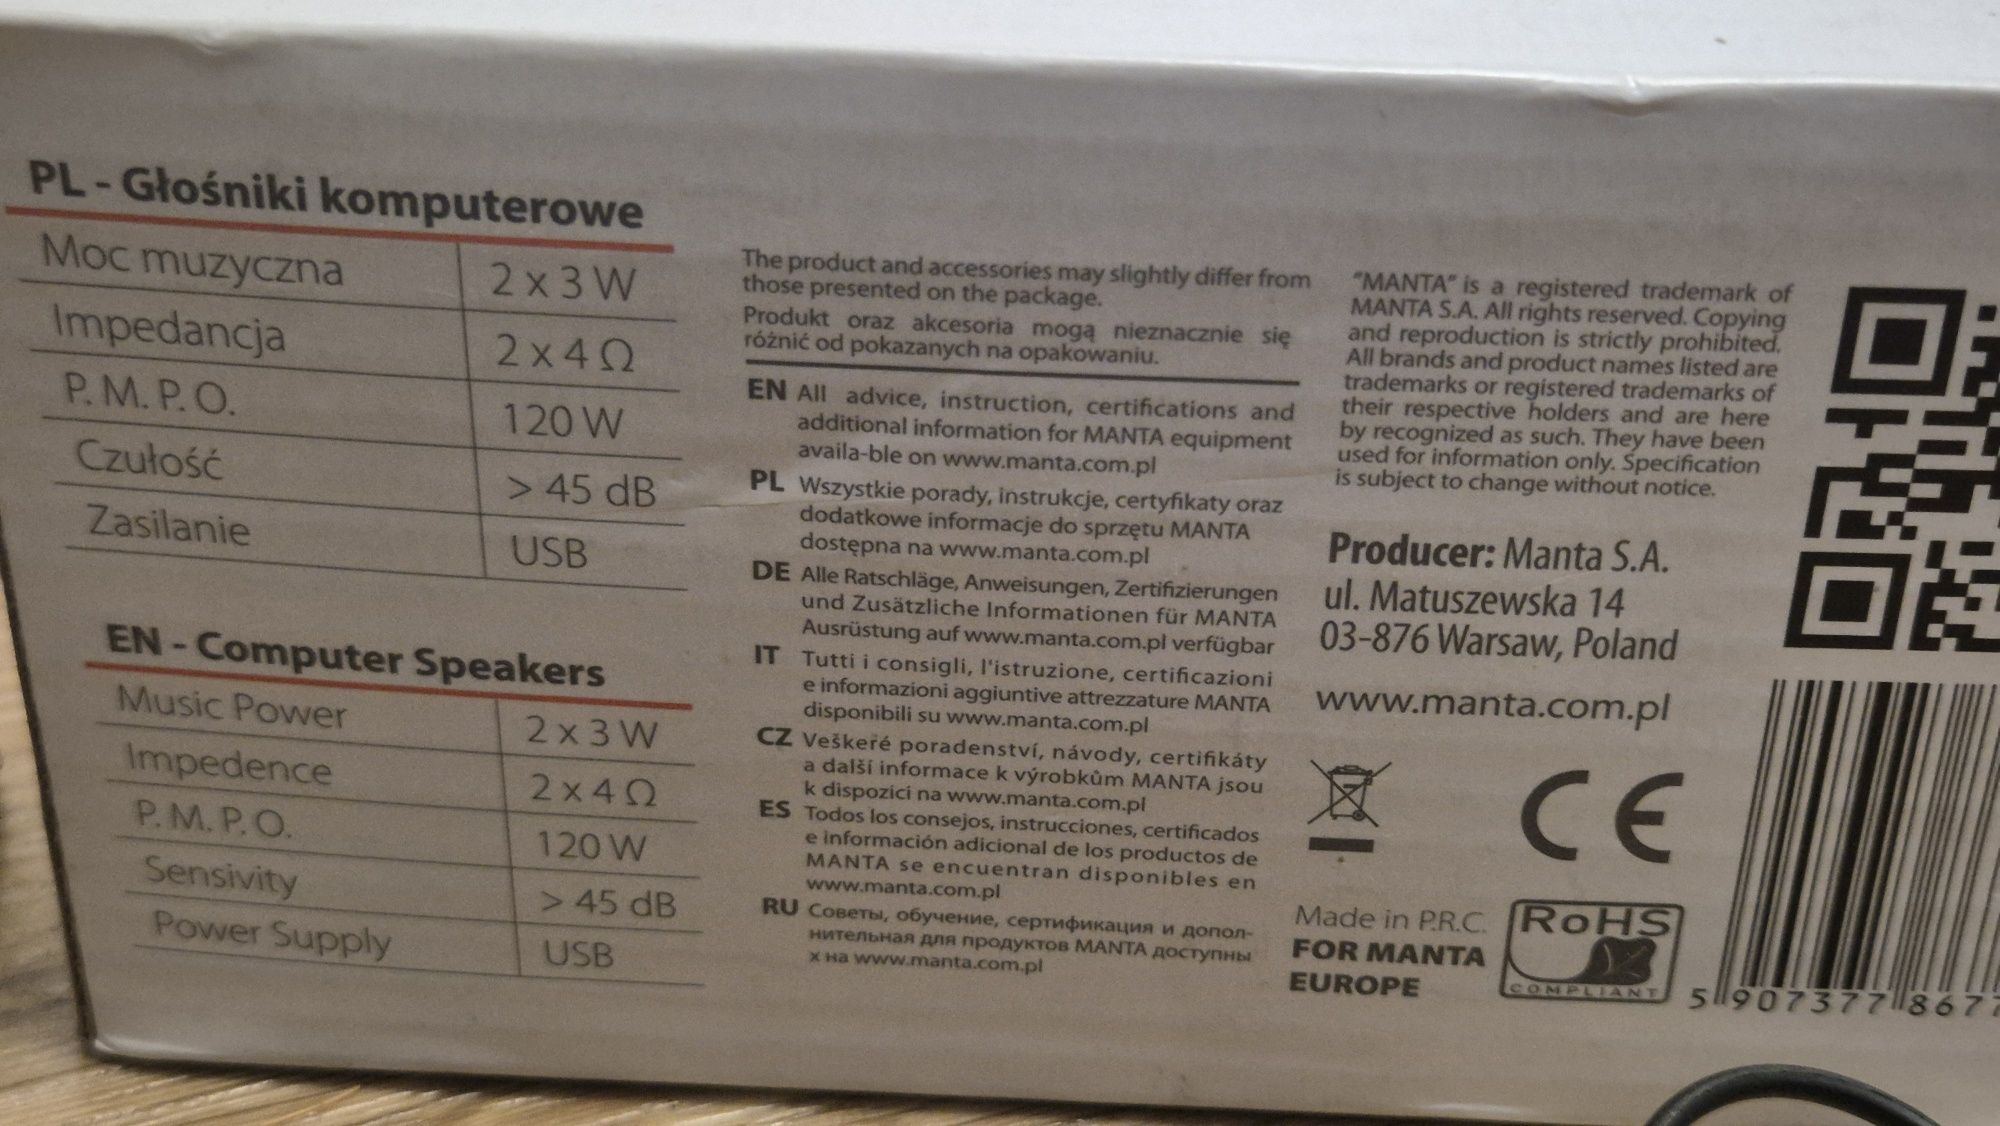 PL - Głośniki komputerowe
Moc muzyczna 2 x 3 W
Impedancja 2 x 4 Ω
P. M. P. O. 120 W
Czułość > 45 dB
Zasilanie USB
EN - Computer Speakers
Music Power 2 x 3 W
Impedence 2 x 4 Ω
P. M. P. O. 120 W
Sensivity > 45 dB
Power Supply USB
The product and accessories may slightly differ from
those presented on the package.
Produkt oraz akcesoria mogą nieznacznie się
różnić od pokazanych na opakowaniu.
EN All advice, instruction, certifications and
additional information for MANTA equipment
availa-ble on www.manta.com.pl
PL Wszystkie porady, instrukcje, certyfikaty oraz
dodatkowe informacje do sprzętu MANTA
dostępna na www.manta.com.pl
DE Alle Ratschläge, Anweisungen, Zertifizierungen
und Zusätzliche Informationen für MANTA
Ausrüstung auf www.manta.com.pl verfügbar
IT Tutti i consigli, l'istruzione, certificazioni
e informazioni aggiuntive attrezzature MANTA
disponibili su www.manta.com.pl
CZ Veškeré poradenství, návody, certifikáty
a další informace k výrobkům MANTA jsou
k dispozici na www.manta.com.pl
ES Todos los consejos, instrucciones, certificados
e información adicional de los productos de
MANTA se encuentran disponibles en
www.manta.com.pl
RU Советы, обучение, сертификация и допол-
нительная для продуктов MANTA доступны
х на www.manta.com.pl
"MANTA" is a registered trademark of
MANTA S.A. All rights reserved. Copying
and reproduction is strictly prohibited.
All brands and product names listed are
trademarks or registered trademarks of
their respective holders and are here
by recognized as such. They have been
used for information only. Specification
is subject to change without notice.
Producer: Manta S.A.
ul. Matuszewska 14
03-876 Warsaw, Poland
www.manta.com.pl
CE
Made in P.R.C.
FOR MANTA
EUROPE
RoHS
COMPLIANT
5 907377 8677